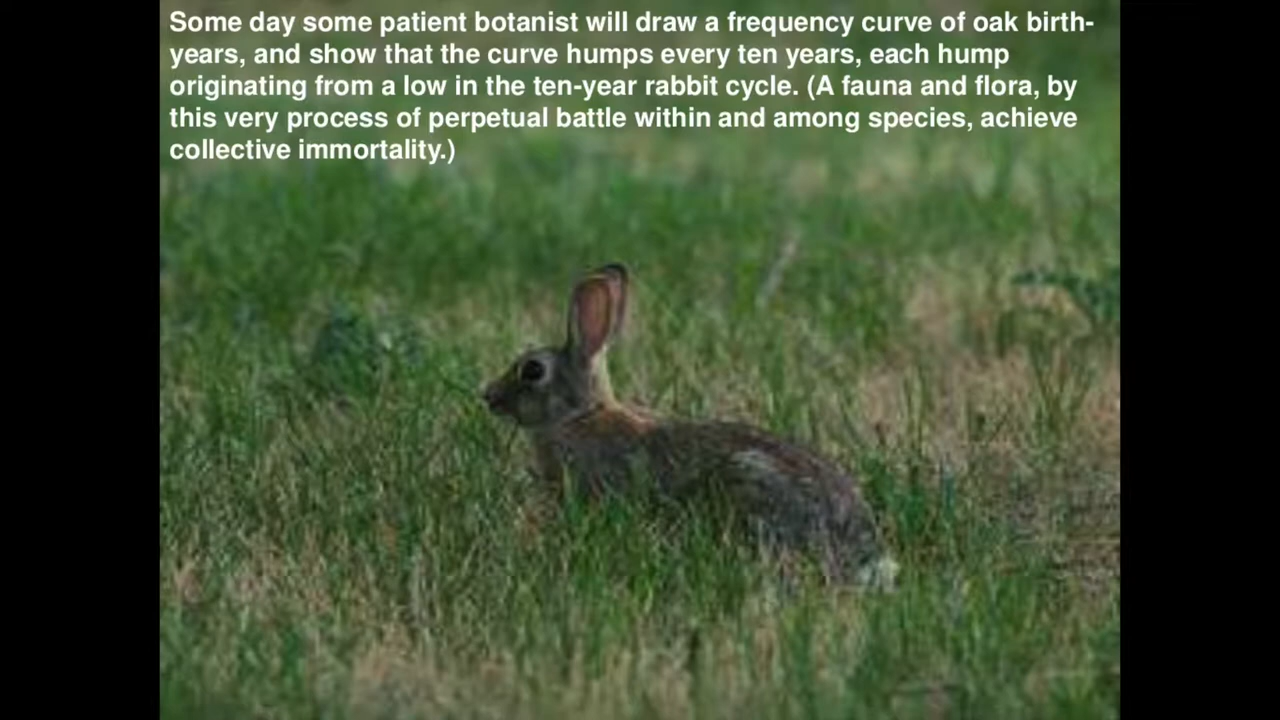 Some day some patient botanist will draw a frequency curve of oak birth-
years, and show that the curve humps every ten years, each hump
originating from a low in the ten-year rabbit cycle. (A fauna and flora, by
this very process of perpetual battle within and among species, achieve
collective immortality.)